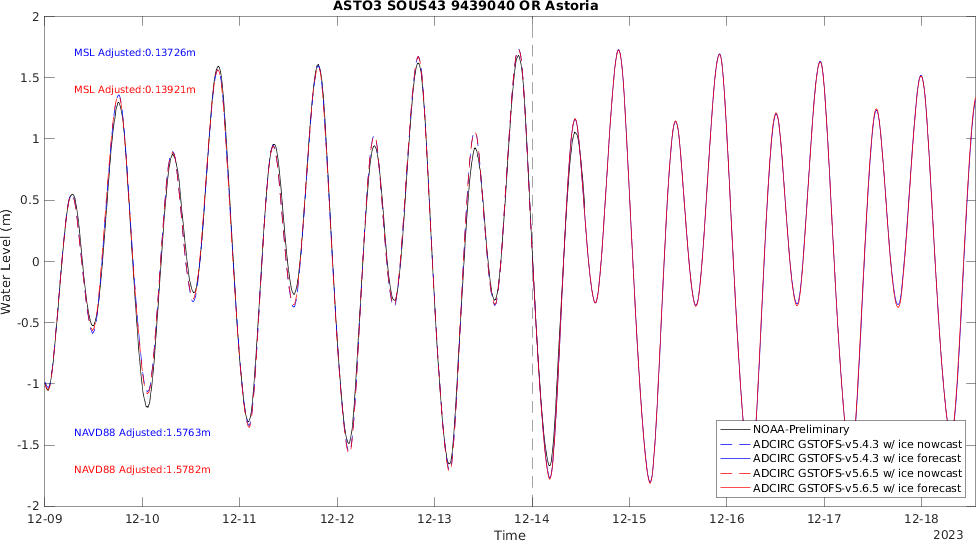 ASTO3 SOUS43 9439040 OR Astoria
2
1.5
1
0.5
0
-0.5
-1
-1.5
-2
Water Level (m)
MSL Adjusted:0.13726m
MSL Adjusted:0.13921m
NAVD88 Adjusted:1.5763m
NAVD88 Adjusted:1.5782m
NOAA-Preliminary
ADCIRC GSTOFS-v5.4.3 w/ ice nowcast
ADCIRC GSTOFS-v5.4.3 w/ ice forecast
ADCIRC GSTOFS-v5.6.5 w/ ice nowcast
ADCIRC GSTOFS-v5.6.5 w/ ice forecast
12-09 12-10 12-11 12-12 12-13 12-14 12-15 12-16 12-17 12-18
Time
2023